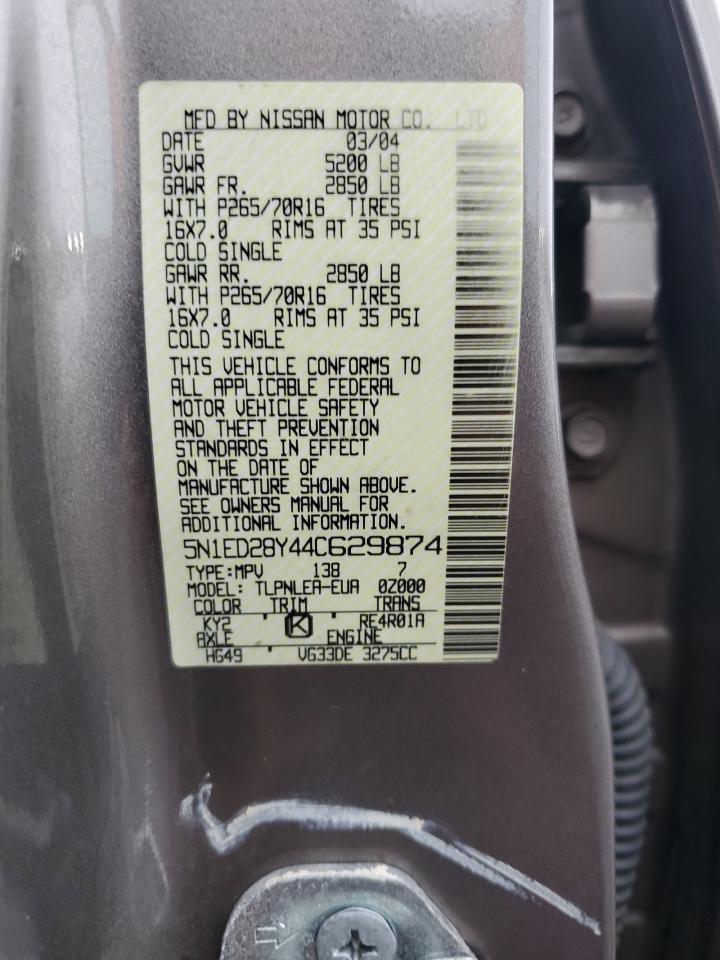 MFD BY NISSAN MOTOR CO. LTD
DATE 03/04
GVWR 5200 LB
GAWR FR. 2850 LB
WITH P265/70R16 TIRES
16X7.0 RIMS AT 35 PSI
COLD SINGLE
GAWR RR. 2850 LB
WITH P265/70R16 TIRES
16X7.0 RIMS AT 35 PSI
COLD SINGLE
THIS VEHICLE CONFORMS TO
ALL APPLICABLE FEDERAL
MOTOR VEHICLE SAFETY
AND THEFT PREVENTION
STANDARDS IN EFFECT
ON THE DATE OF
MANUFACTURE SHOWN ABOVE.
SEE OWNERS MANUAL FOR
ADDITIONAL INFORMATION.
5N1ED28Y44C629874
TYPE:MPV 138 7
MODEL: TLPNLEA-EUA 0Z000
COLOR TRIM TRANS
KY2 K RE4R01A
AXLE ENGINE
HG49 VG33DE 3275CC